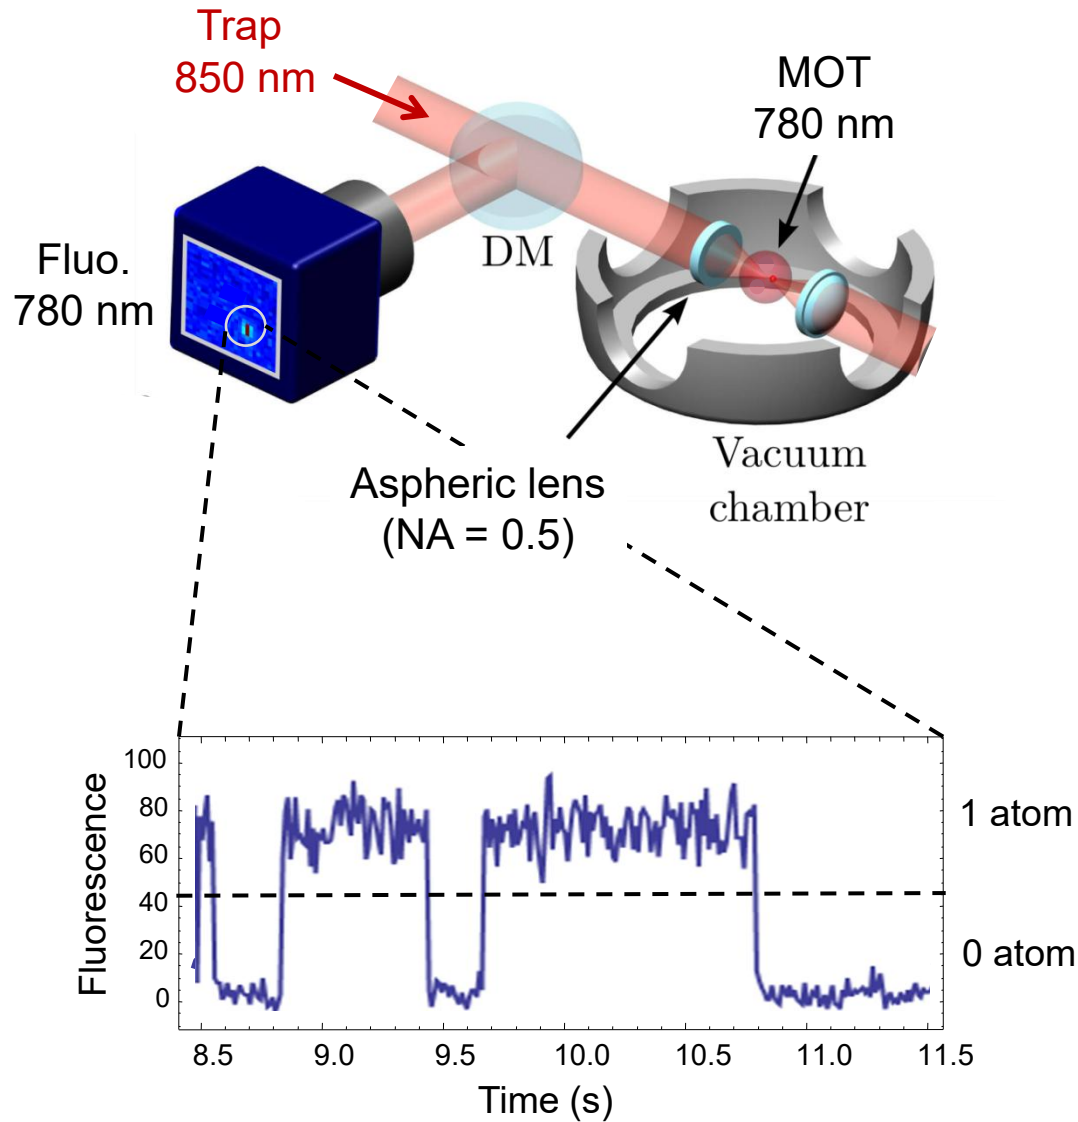 Trap
850 nm
MOT
780 nm
DM
Fluo.
780 nm
Aspheric lens
(NA = 0.5)
Vacuum
chamber
Fluorescence
100
80
60
40
20
0
1 atom
0 atom
8.5 9.0 9.5 10.0 10.5 11.0 11.5
Time (s)